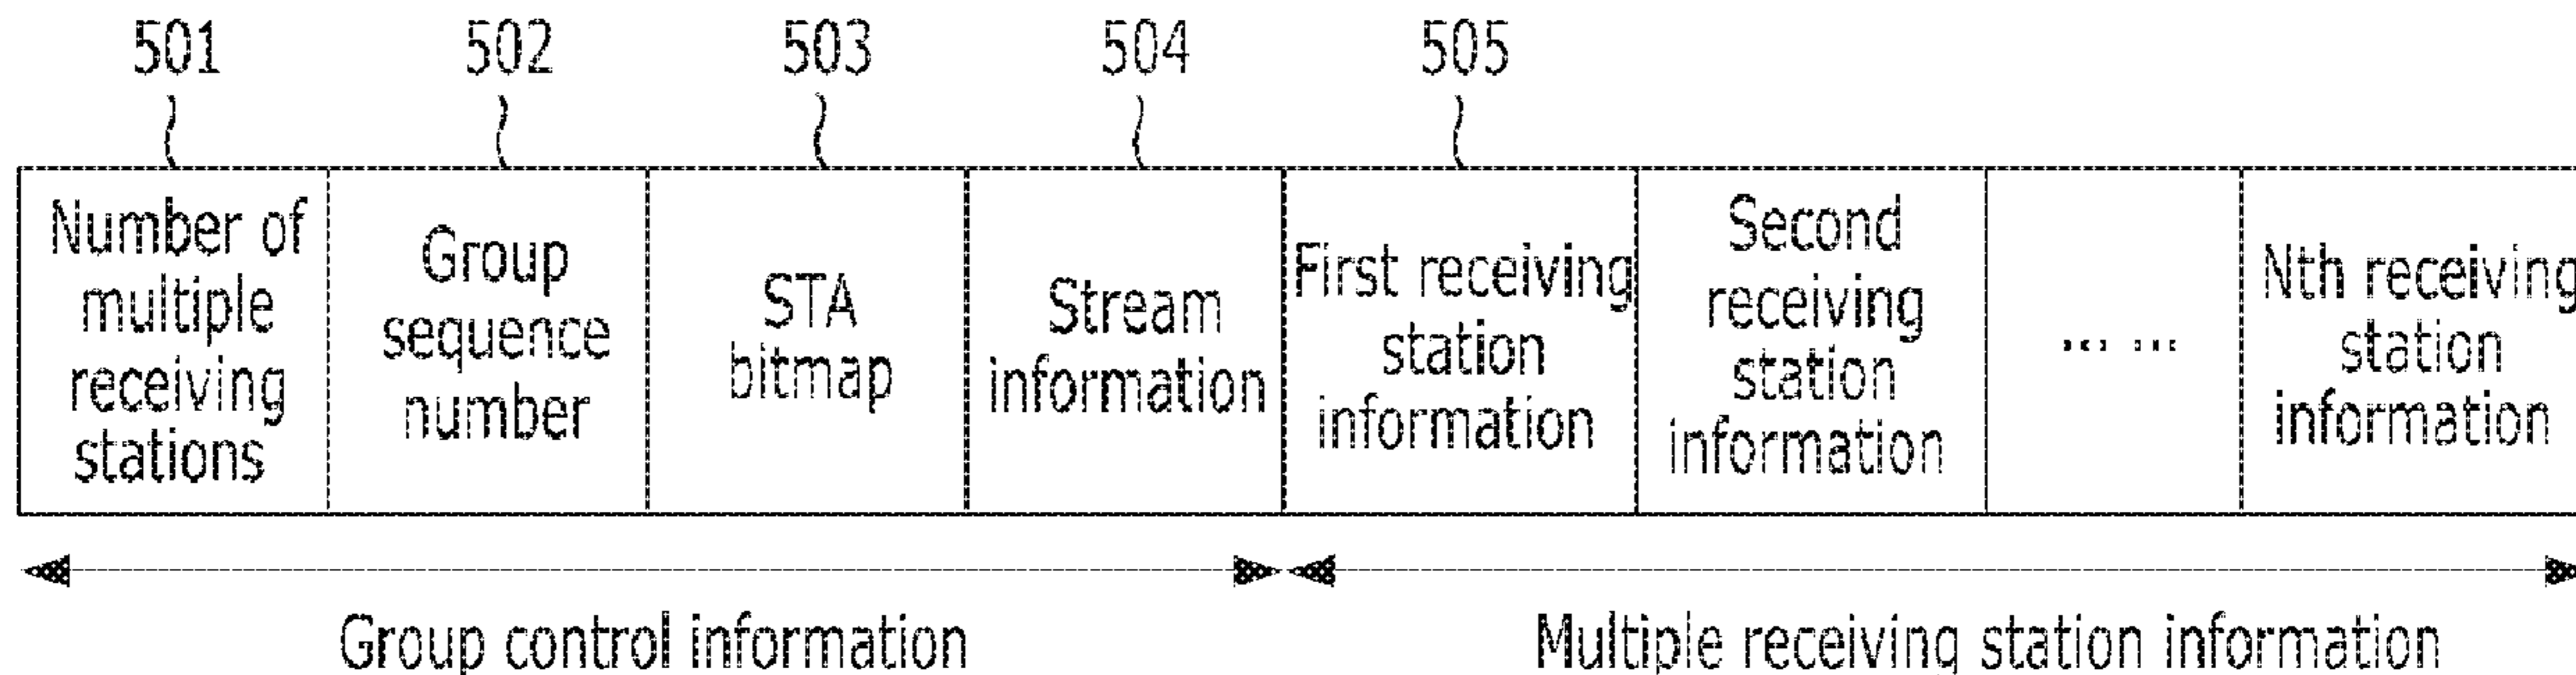 501 502 503 504 505
Number of
multiple
receiving
stations
Group
sequence
number
STA
bitmap
Stream
information
First receiving
station
information
Second
receiving
station
information
... ...
Nth receiving
station
information
Group control information
Multiple receiving station information